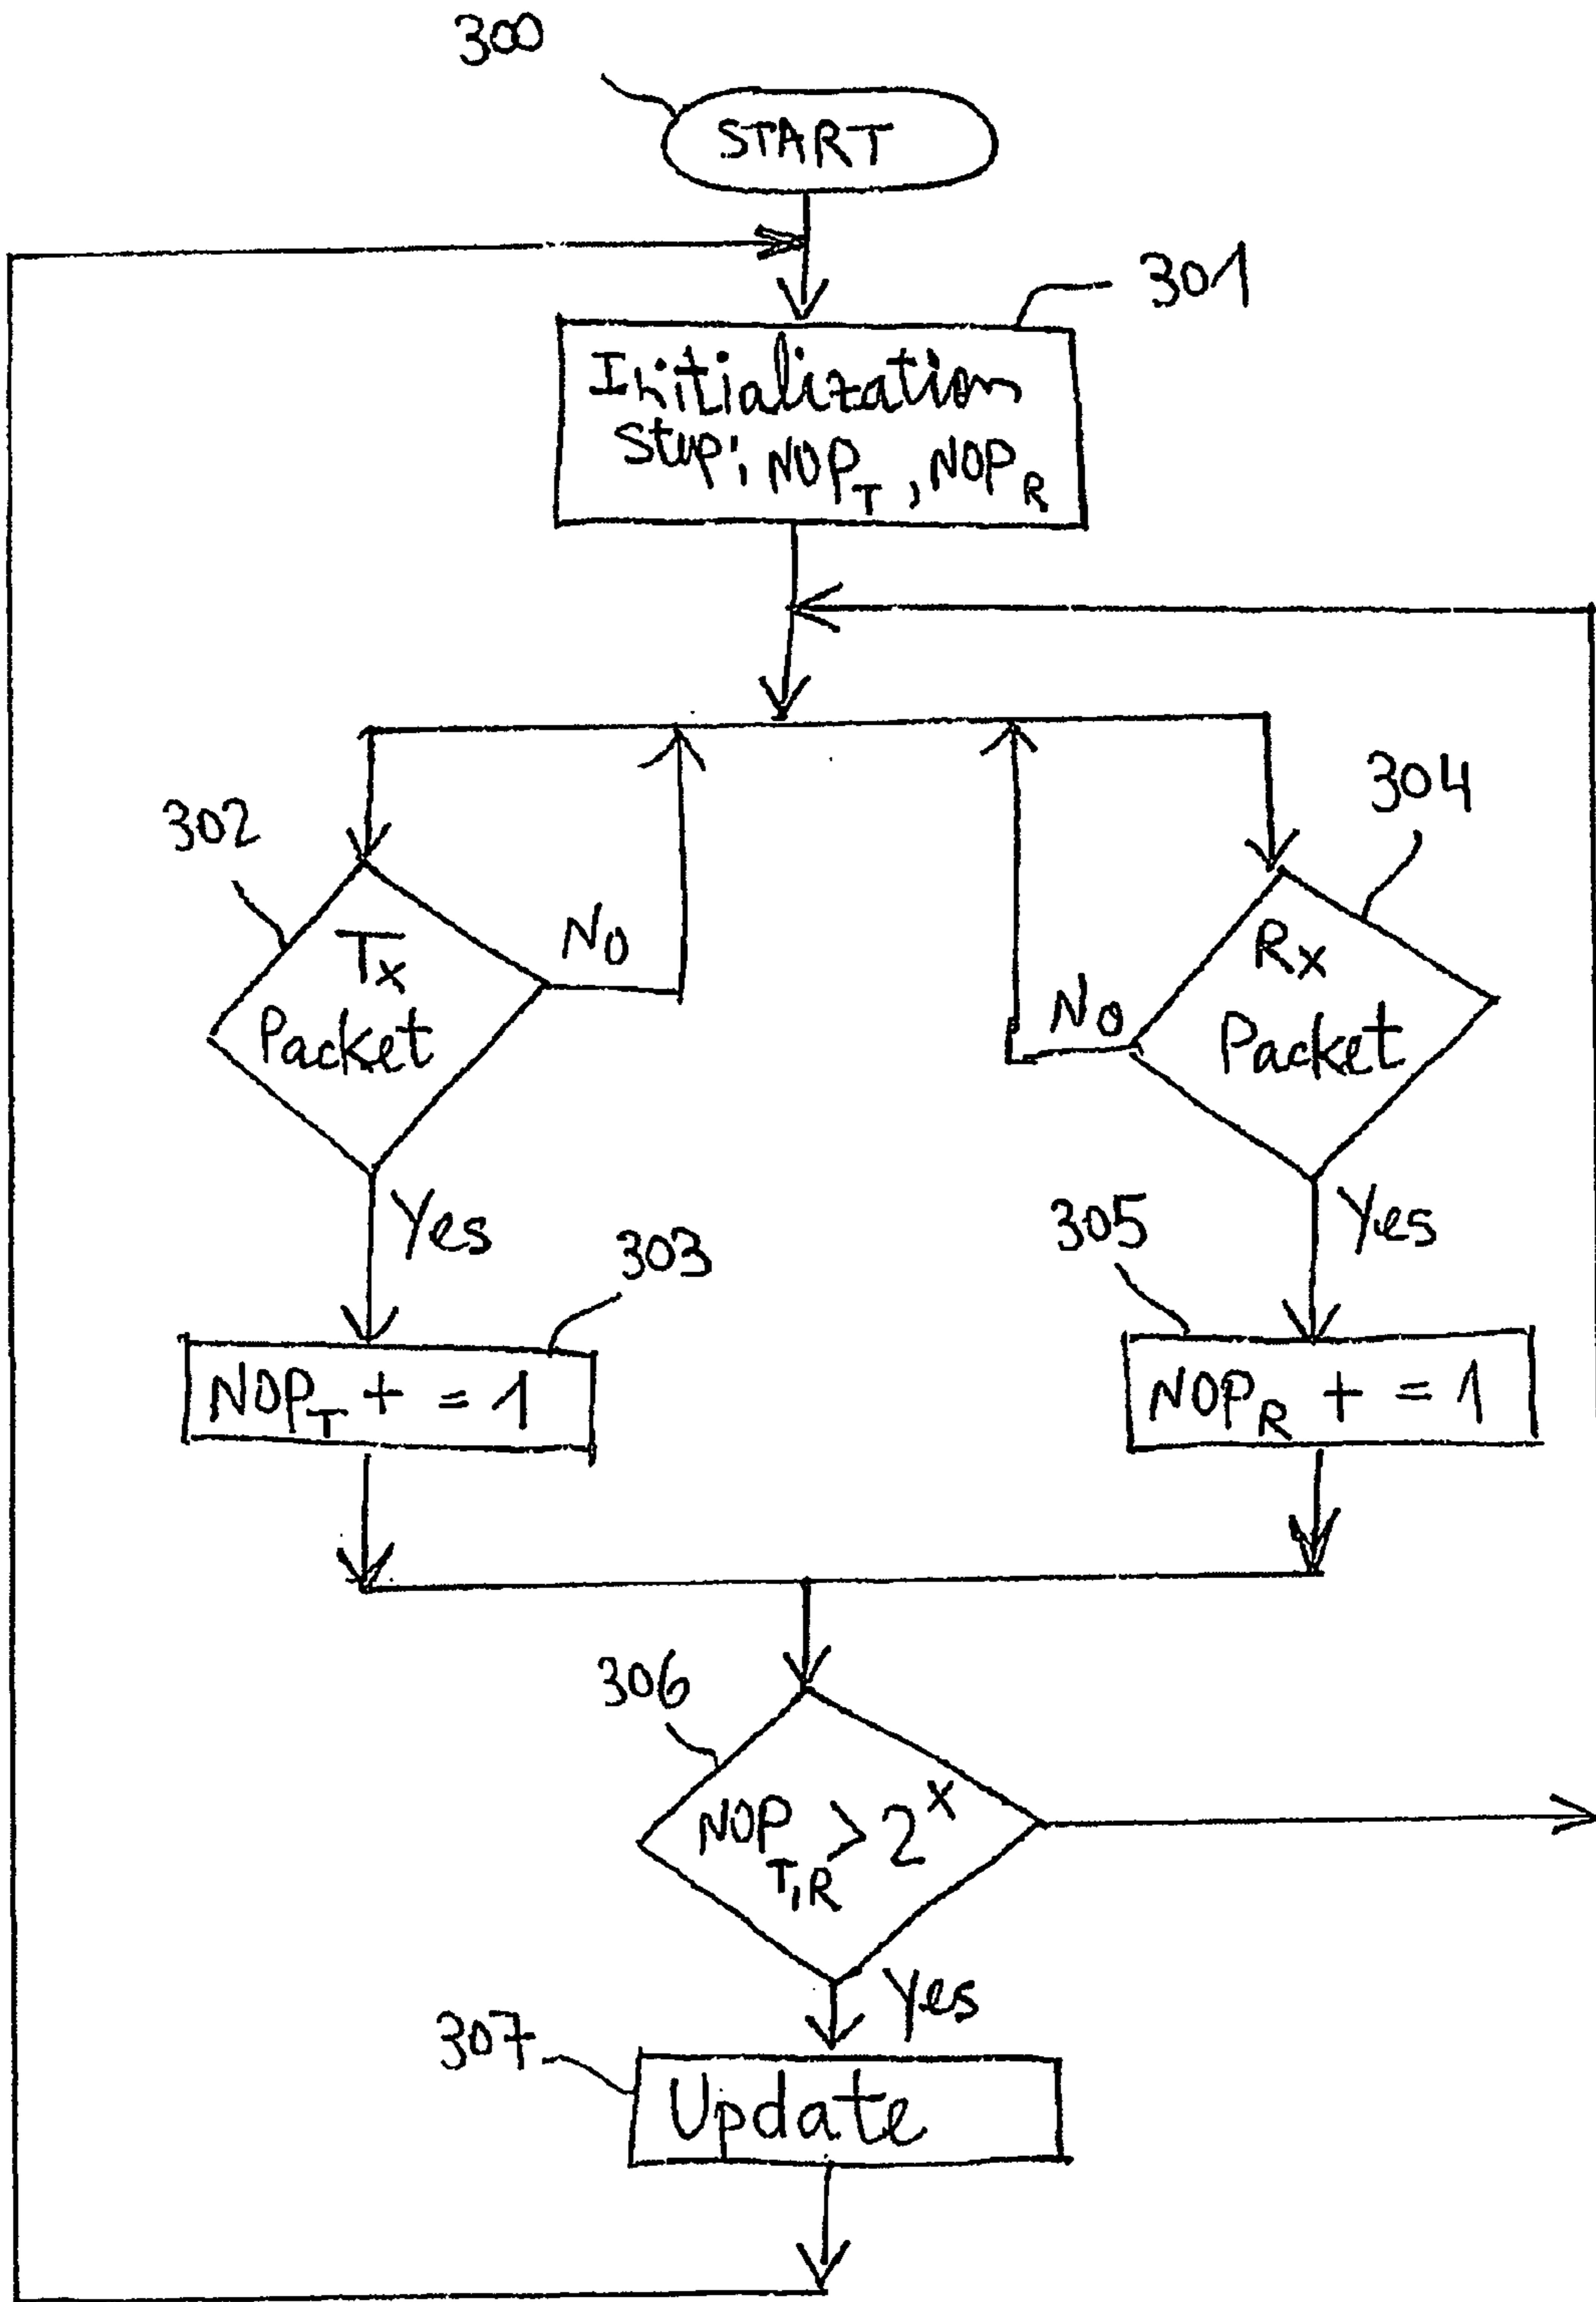 300
START
301
Initialization
Step; NOP_T, NOP_R
302
Tx
Packet
No
304
Rx
Packet
No
Yes
303
NOP_T + = 1
305
Yes
NOP_R + = 1
306
NOP_T,R > 2^x
Yes
307
Update